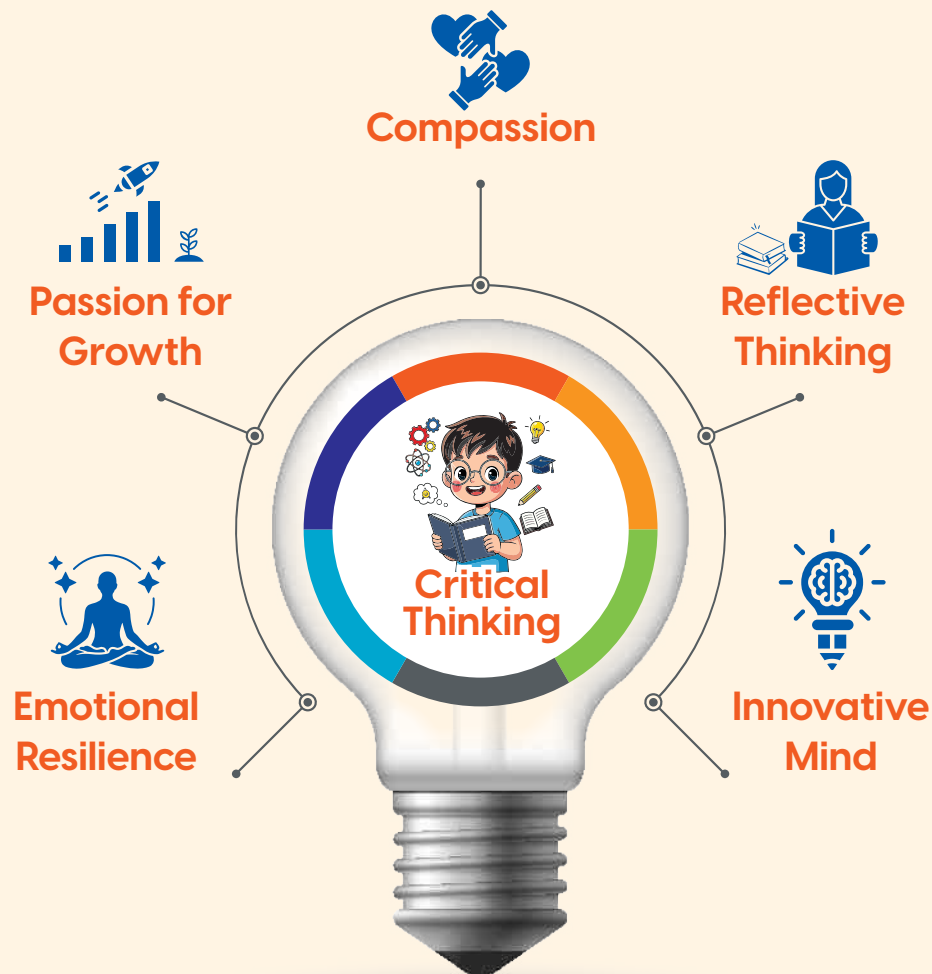 Compassion
Passion for
Growth
Reflective
Thinking
Critical
Thinking
Emotional
Resilience
Innovative
Mind